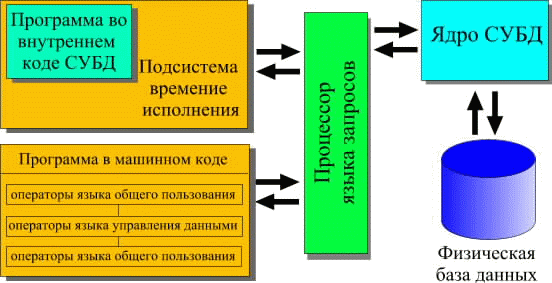 Программа во
внутреннем
коде СУБД
Подсистема
времение
исполнения
Программа в машинном коде
операторы языка общего пользования
операторы языка управления данными
операторы языка общего пользования
Процессор
языка запросов
Ядро СУБД
Физическая
база данных